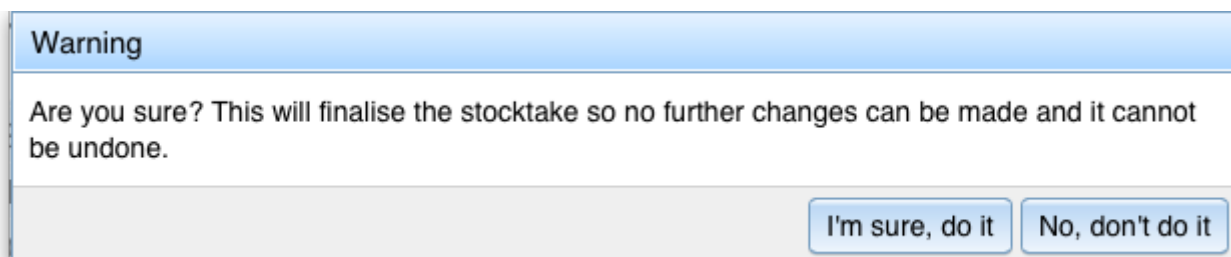 Warning
Are you sure? This will finalise the stocktake so no further changes can be made and it cannot
be undone.
I'm sure, do it No, don't do it